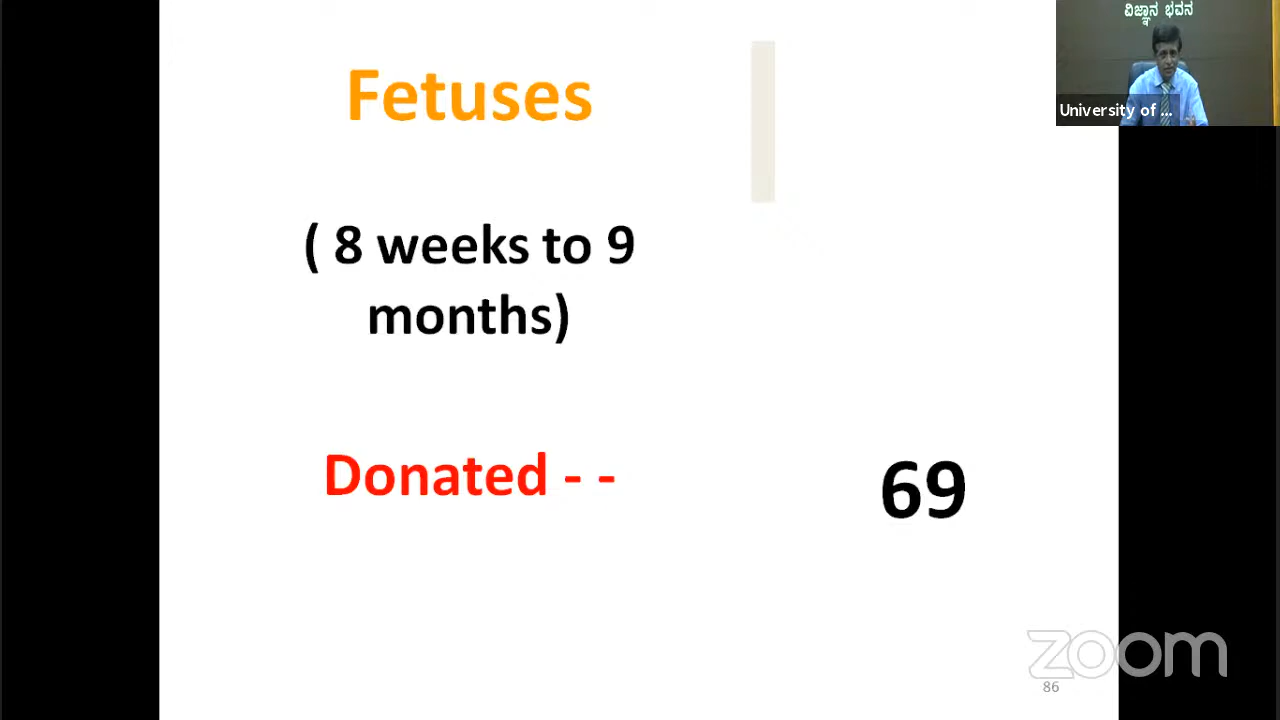 Fetuses
( 8 weeks to 9
months)
Donated - -
69
ವಿಜ್ಞಾನ ಭವನ
University of ...
zoom
86